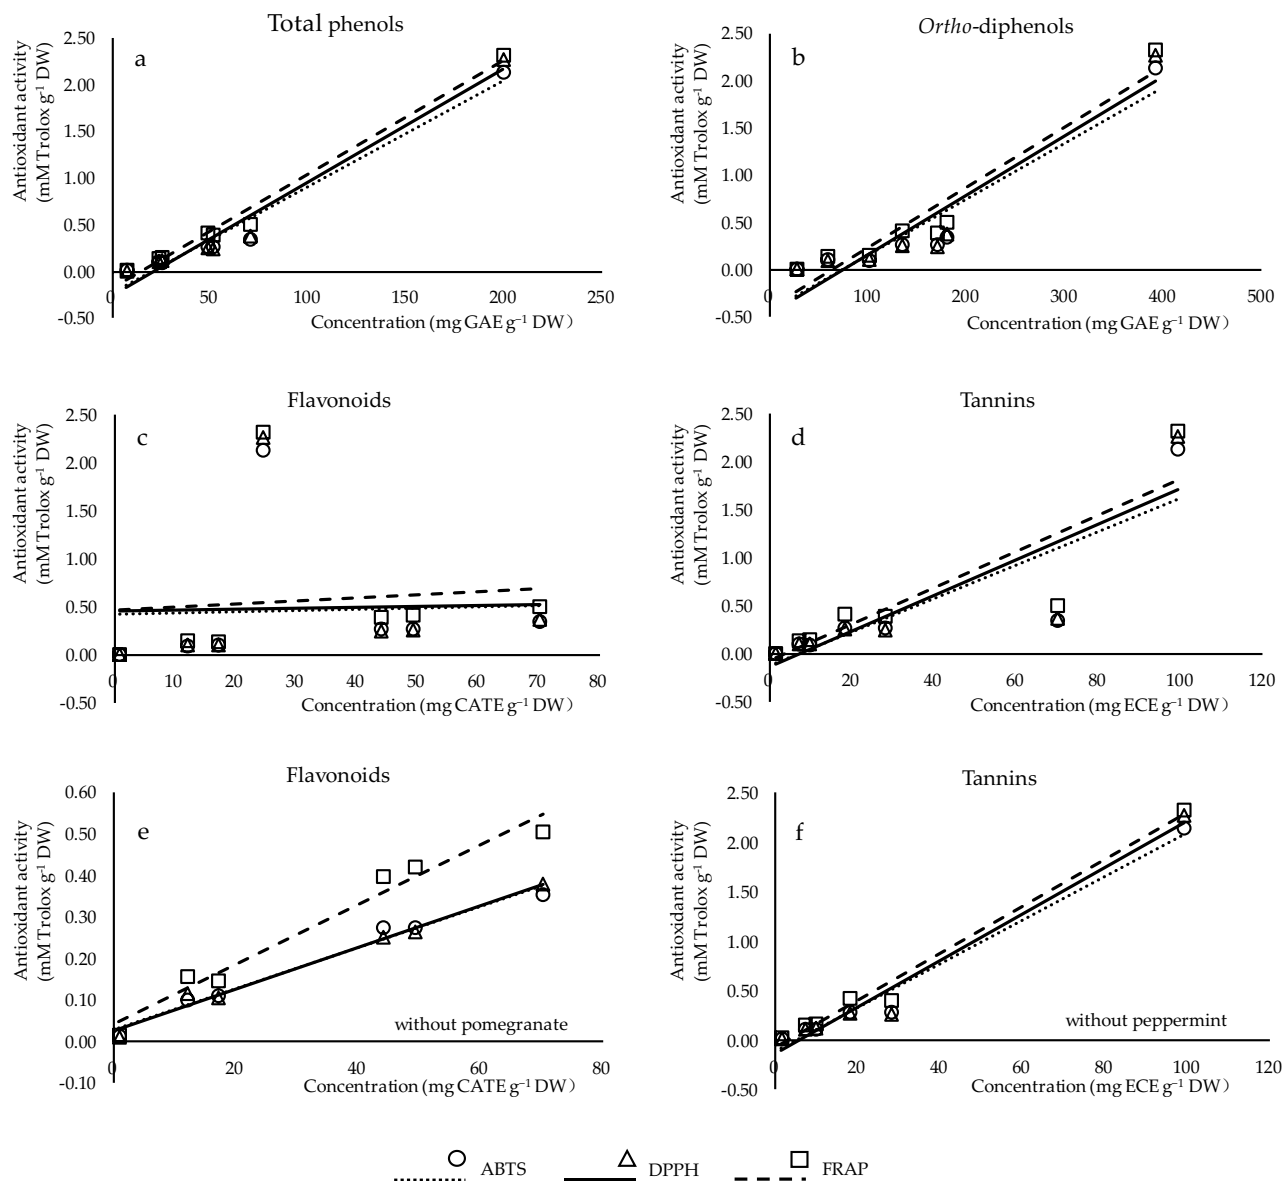 Total phenols
a
Antioxidant activity
(mM Trolox g⁻¹ DW)
2.50
2.00
1.50
1.00
0.50
0.00
-0.50
0
50
100
150
200
250
Concentration (mg GAE g⁻¹ DW)
Ortho-diphenols
b
Antioxidant activity
(mM Trolox g⁻¹ DW)
2.50
2.00
1.50
1.00
0.50
0.00
-0.50
0
100
200
300
400
500
Concentration (mg GAE g⁻¹ DW)
Flavonoids
c
Antioxidant activity
(mM Trolox g⁻¹ DW)
2.50
2.00
1.50
1.00
0.50
0.00
-0.50
0
10
20
30
40
50
60
70
80
Concentration (mg CATE g⁻¹ DW)
Tannins
d
Antioxidant activity
(mM Trolox g⁻¹ DW)
2.50
2.00
1.50
1.00
0.50
0.00
-0.50
0
20
40
60
80
100
120
Concentration (mg ECE g⁻¹ DW)
Flavonoids
e
Antioxidant activity
(mM Trolox g⁻¹ DW)
0.60
0.50
0.40
0.30
0.20
0.10
0.00
-0.10
without pomegranate
0
20
40
60
80
Concentration (mg CATE g⁻¹ DW)
Tannins
f
Antioxidant activity
(mM Trolox g⁻¹ DW)
2.50
2.00
1.50
1.00
0.50
0.00
-0.50
without peppermint
0
20
40
60
80
100
120
Concentration (mg ECE g⁻¹ DW)
ABTS
DPPH
FRAP